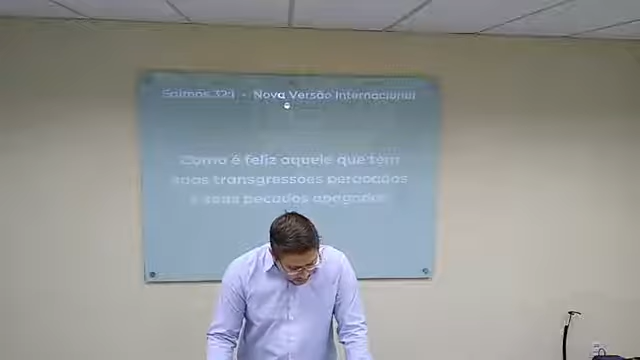 Salmos 32:1 - Nova Versão Internacional
Como é feliz aquele que tem
suas transgressões perdoadas
e seus pecados apagados